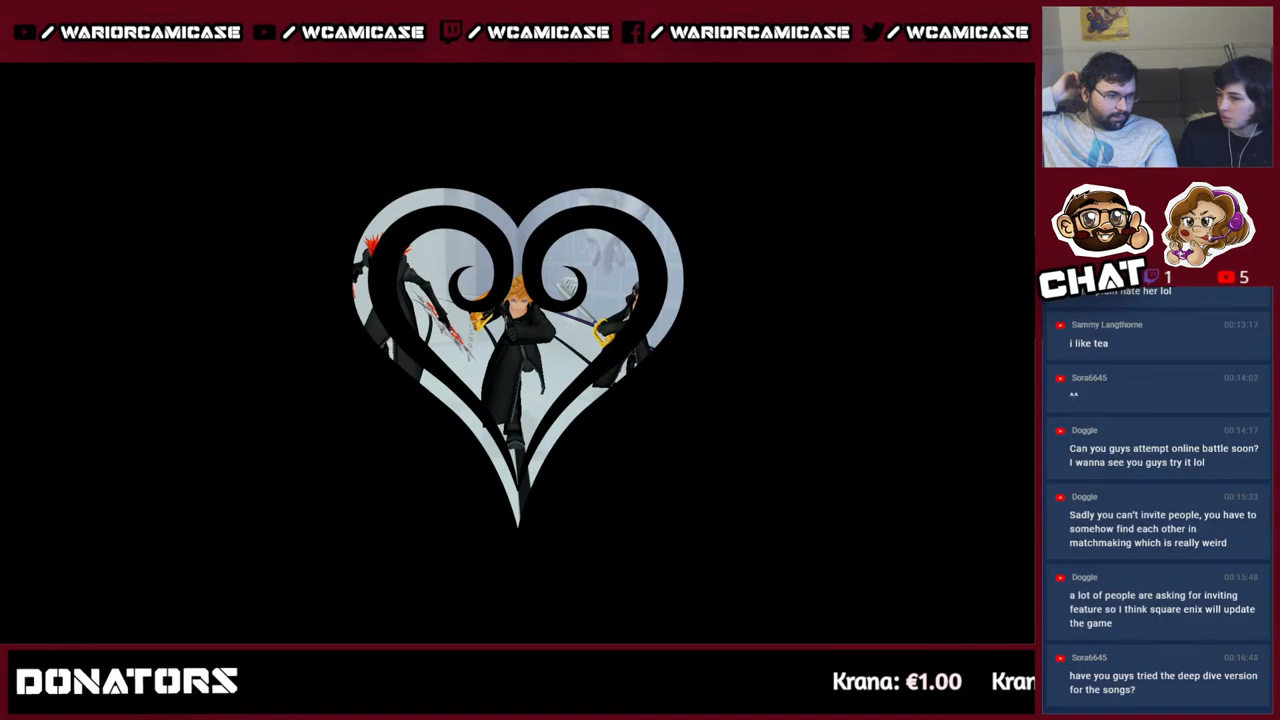 / WARIORCAMICASE / WCAMICASE / WCAMICASE / WARIORCAMICASE / WCAMICASE
CHAT 1 5
hate her lol
Sammy Langthorne 00:13:17
i like tea
Sora6645 00:14:02
^^
Doggle 00:14:17
Can you guys attempt online battle soon?
I wanna see you guys try it lol
Doggle 00:15:33
Sadly you can't invite people, you have to
somehow find each other in
matchmaking which is really weird
Doggle 00:15:48
a lot of people are asking for inviting
feature so I think square enix will update
the game
Sora6645 00:16:48
have you guys tried the deep dive version
for the songs?
DONATORS Krana: €1.00 Kran